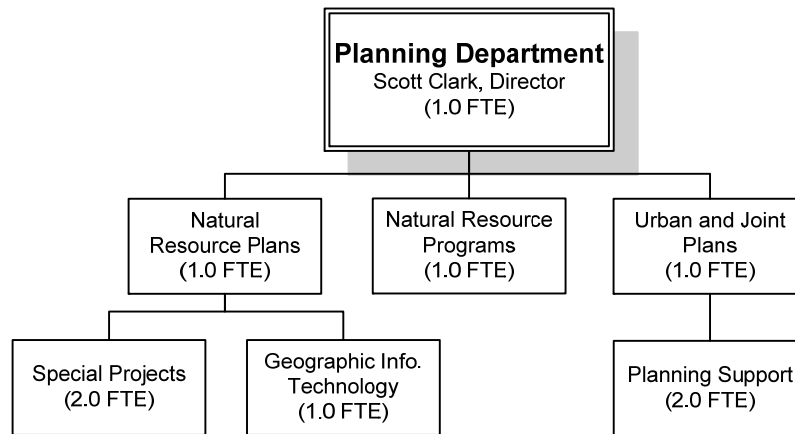 Planning Department
Scott Clark, Director
(1.0 FTE)
Natural
Resource Plans
(1.0 FTE)
Natural Resource
Programs
(1.0 FTE)
Urban and Joint
Plans
(1.0 FTE)
Special Projects
(2.0 FTE)
Geographic Info.
Technology
(1.0 FTE)
Planning Support
(2.0 FTE)